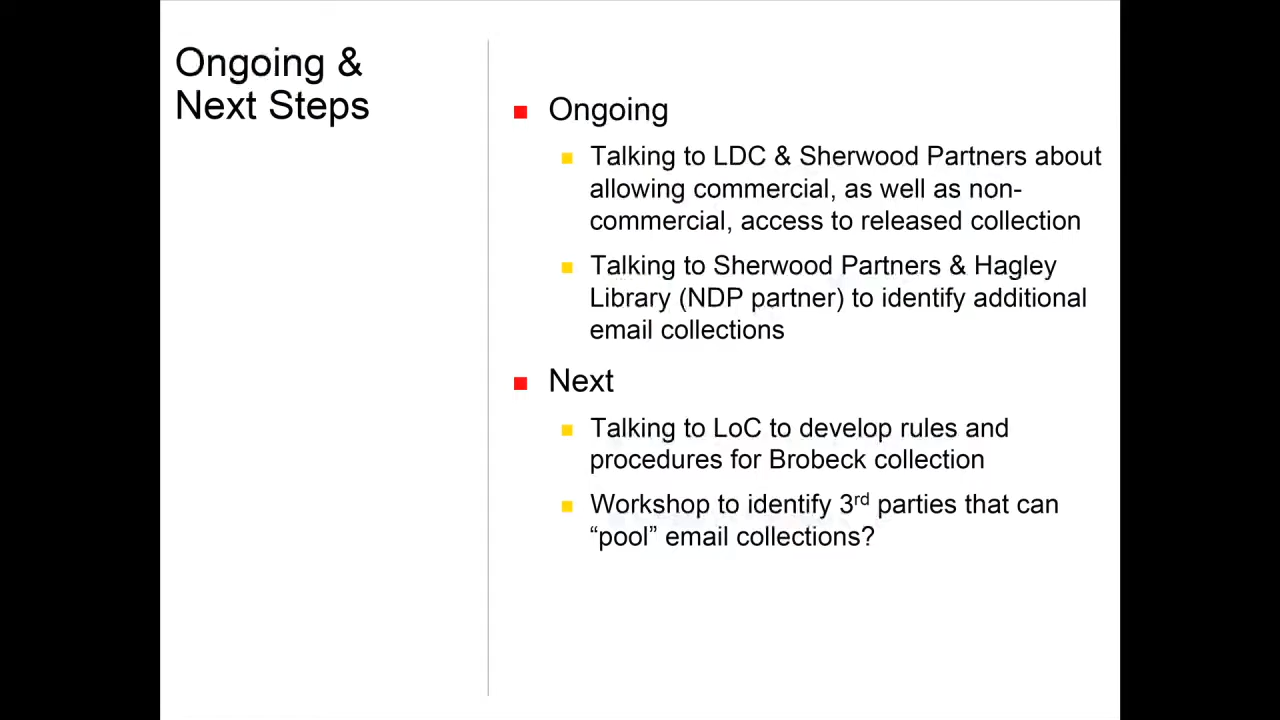 Ongoing &
Next Steps
Ongoing
Talking to LDC & Sherwood Partners about
allowing commercial, as well as non-
commercial, access to released collection
Talking to Sherwood Partners & Hagley
Library (NDP partner) to identify additional
email collections
Next
Talking to LoC to develop rules and
procedures for Brobeck collection
Workshop to identify 3rd parties that can
“pool” email collections?